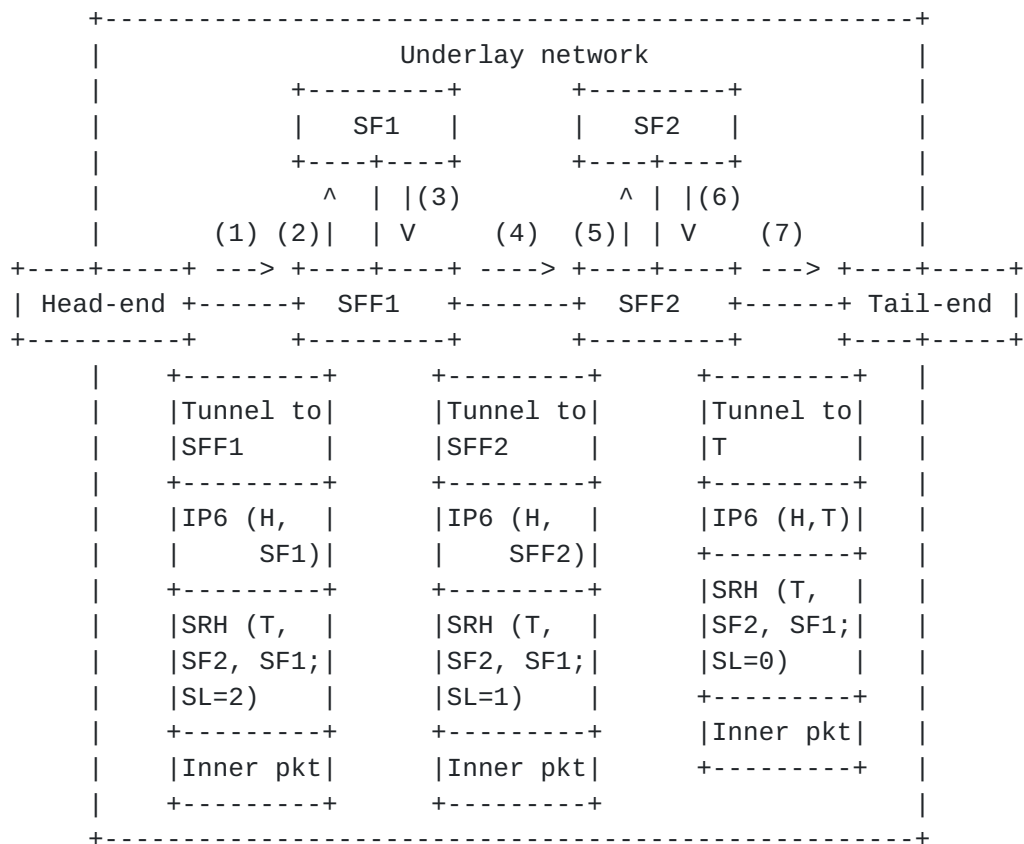 +-----------------------------------------------------+
|                    Underlay network                 |
|            +---------+       +---------+            |
|            |   SF1   |       |   SF2   |            |
|            +----+----+       +----+----+            |
|              ^  | |(3)          ^ | |(6)            |
|       (1) (2)|  | V     (4)  (5)| | V    (7)        |
+----+-----+ ---> +----+----+ ----> +----+----+ ---> +----+-----+
| Head-end +------+  SFF1   +-------+  SFF2   +------+ Tail-end |
+----------+      +---------+       +---------+      +----+-----+
|    +---------+      +---------+      +---------+   |
|    |Tunnel to|      |Tunnel to|      |Tunnel to|   |
|    |SFF1     |      |SFF2     |      |T        |   |
|    +---------+      +---------+      +---------+   |
|    |IP6 (H,  |      |IP6 (H,  |      |IP6 (H,T)|   |
|    |     SF1)|      |    SFF2)|      +---------+   |
|    +---------+      +---------+      |SRH (T,  |   |
|    |SRH (T,  |      |SRH (T,  |      |SF2, SF1;|   |
|    |SF2, SF1;|      |SF2, SF1;|      |SL=0)    |   |
|    |SL=2)    |      |SL=1)    |      +---------+   |
|    +---------+      +---------+      |Inner pkt|   |
|    |Inner pkt|      |Inner pkt|      +---------+   |
|    +---------+      +---------+                    |
+-----------------------------------------------------+